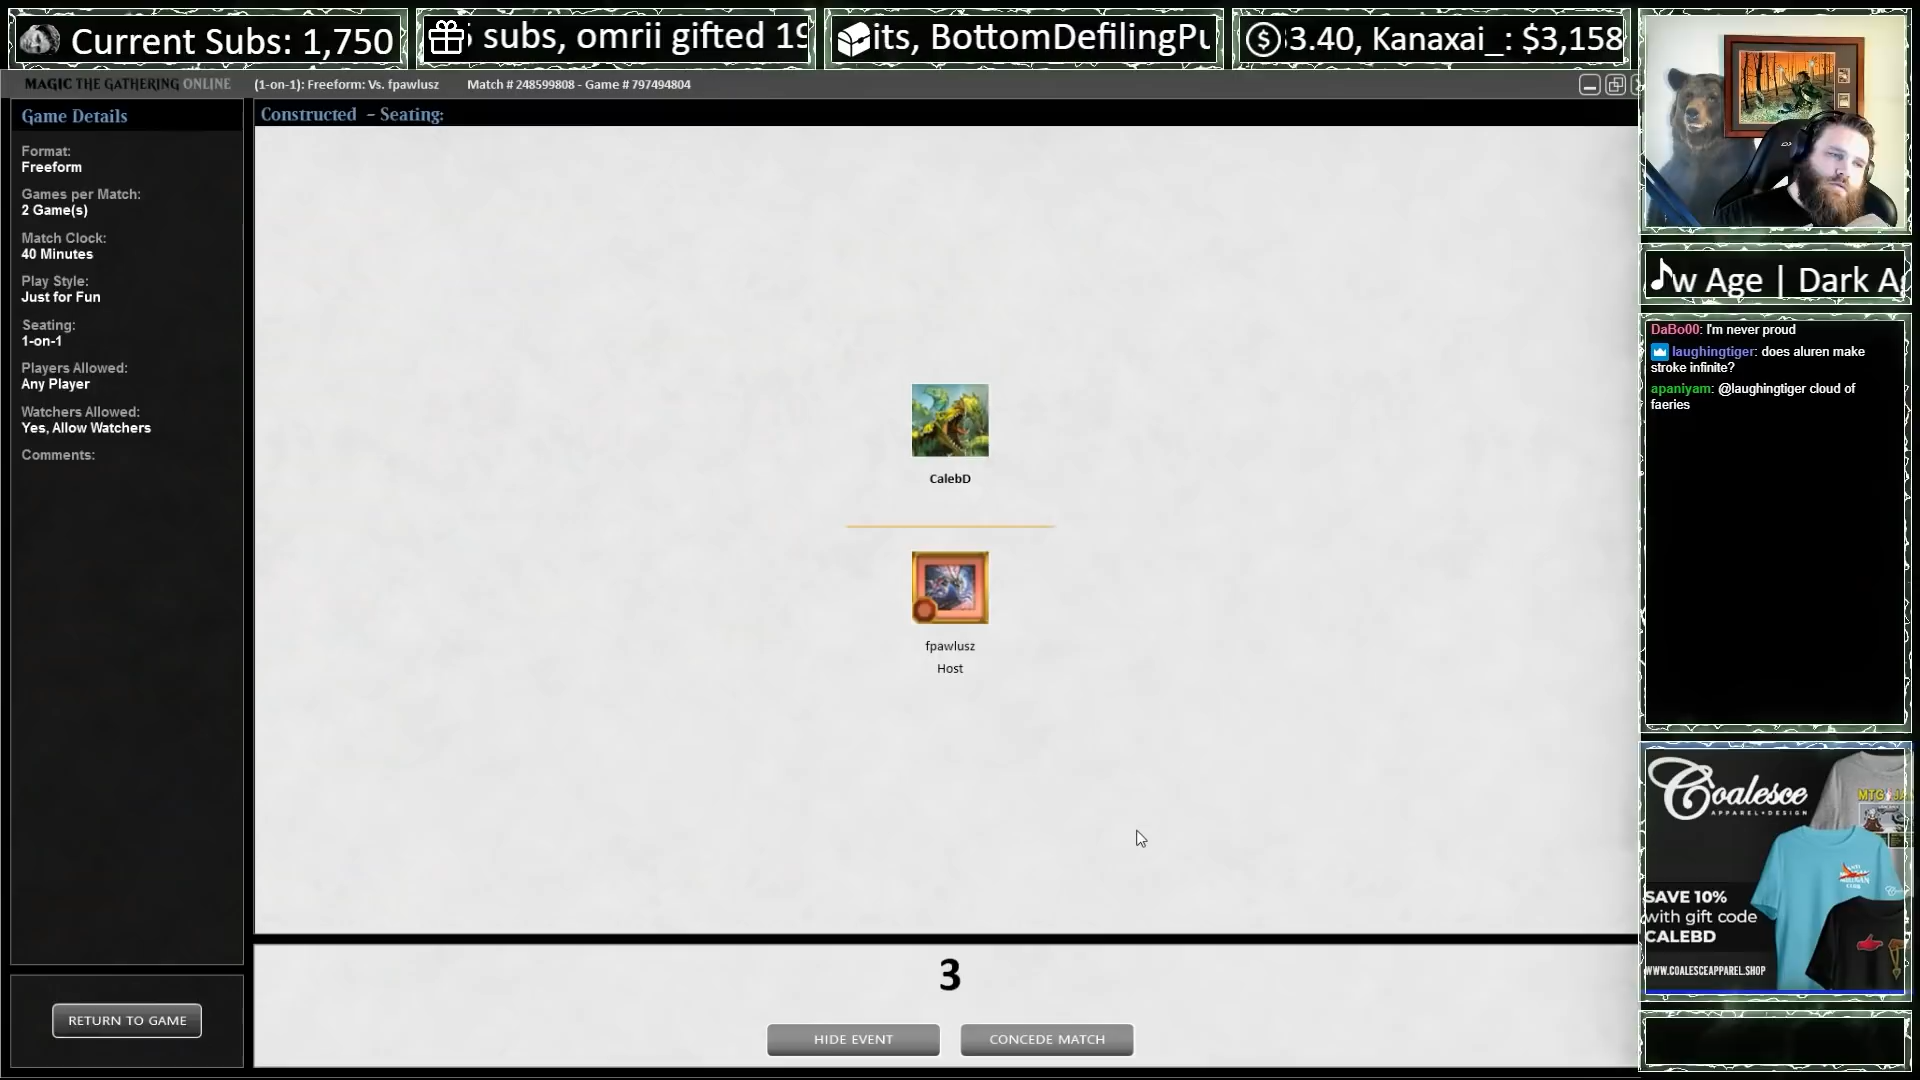 Current Subs: 1,750
subs, omrii gifted 19
its, BottomDefilingPu
3.40, Kanaxai_: $3,158
MAGIC THE GATHERING ONLINE
(1-on-1): Freeform: Vs. fpawlusz
Match # 248599808 - Game # 797494804
Game Details
Constructed - Seating:
Format:
Freeform
Games per Match:
2 Game(s)
Match Clock:
40 Minutes
Play Style:
Just for Fun
Seating:
1-on-1
Players Allowed:
Any Player
Watchers Allowed:
Yes, Allow Watchers
Comments:
CalebD
fpawlusz
Host
3
RETURN TO GAME
HIDE EVENT
CONCEDE MATCH
w Age | Dark A
DaBo00: I'm never proud
laughingtiger: does aluren make
stroke infinite?
apaniyam: @laughingtiger cloud of
faeries
Coalesce
APPAREL+DESIGN
SAVE 10%
with gift code
CALEBD
WWW.COALESCEAPPAREL.SHOP